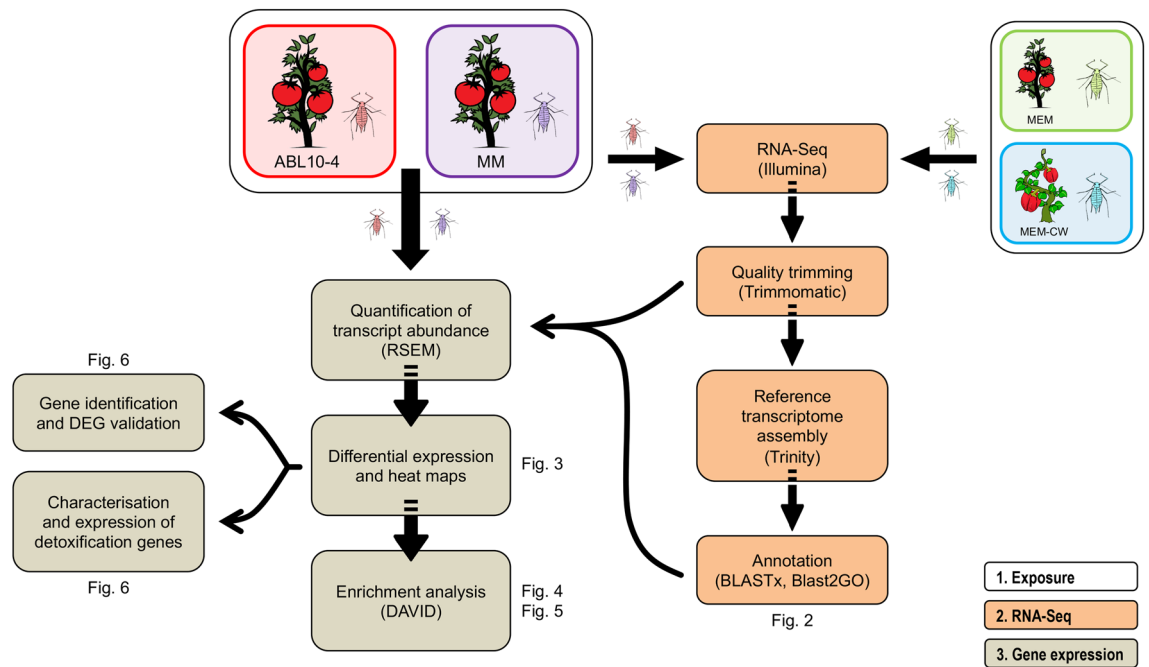 ABL10-4
MM
MEM
MEM-CW
RNA-Seq
(Illumina)
Quality trimming
(Trimmomatic)
Reference
transcriptome
assembly
(Trinity)
Annotation
(BLASTx, Blast2GO)
Fig. 2
Quantification of
transcript abundance
(RSEM)
Differential expression
and heat maps
Fig. 3
Enrichment analysis
(DAVID)
Fig. 4
Fig. 5
Fig. 6
Gene identification
and DEG validation
Characterisation
and expression of
detoxification genes
Fig. 6
1. Exposure
2. RNA-Seq
3. Gene expression